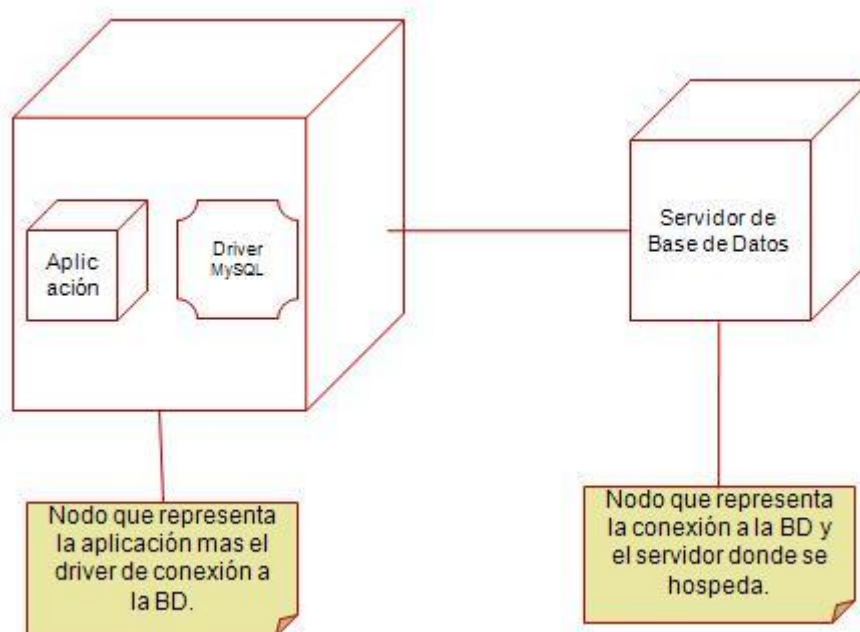 Aplic
ación
Driver
MySQL
Servidor de
Base de Datos
Nodo que representa
la aplicación mas el
driver de conexión a
la BD.
Nodo que representa
la conexión a la BD y
el servidor donde se
hospeda.